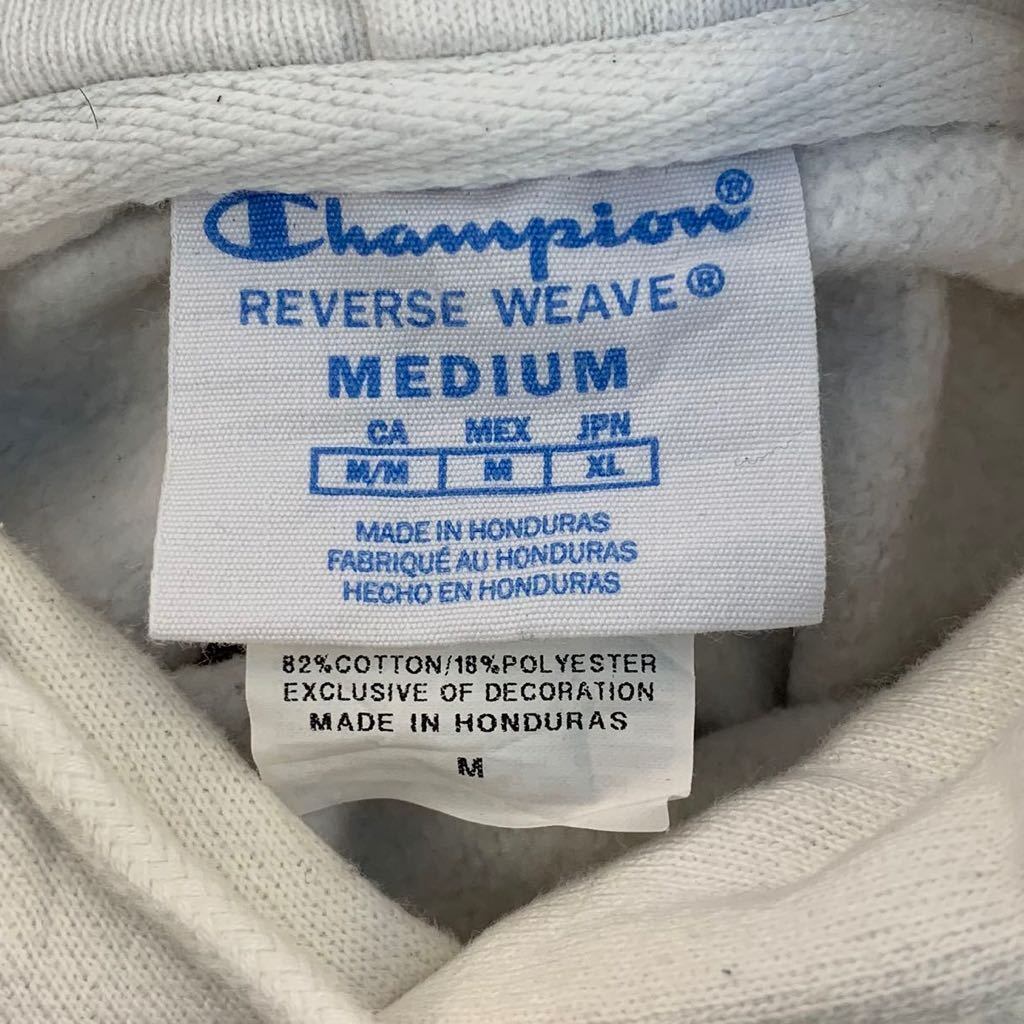 Champion®
REVERSE WEAVE®
MEDIUM
CA MEX JPN
M/M M XL
MADE IN HONDURAS
FABRIQUÉ AU HONDURAS
HECHO EN HONDURAS
82%COTTON/18%POLYESTER
EXCLUSIVE OF DECORATION
MADE IN HONDURAS
M